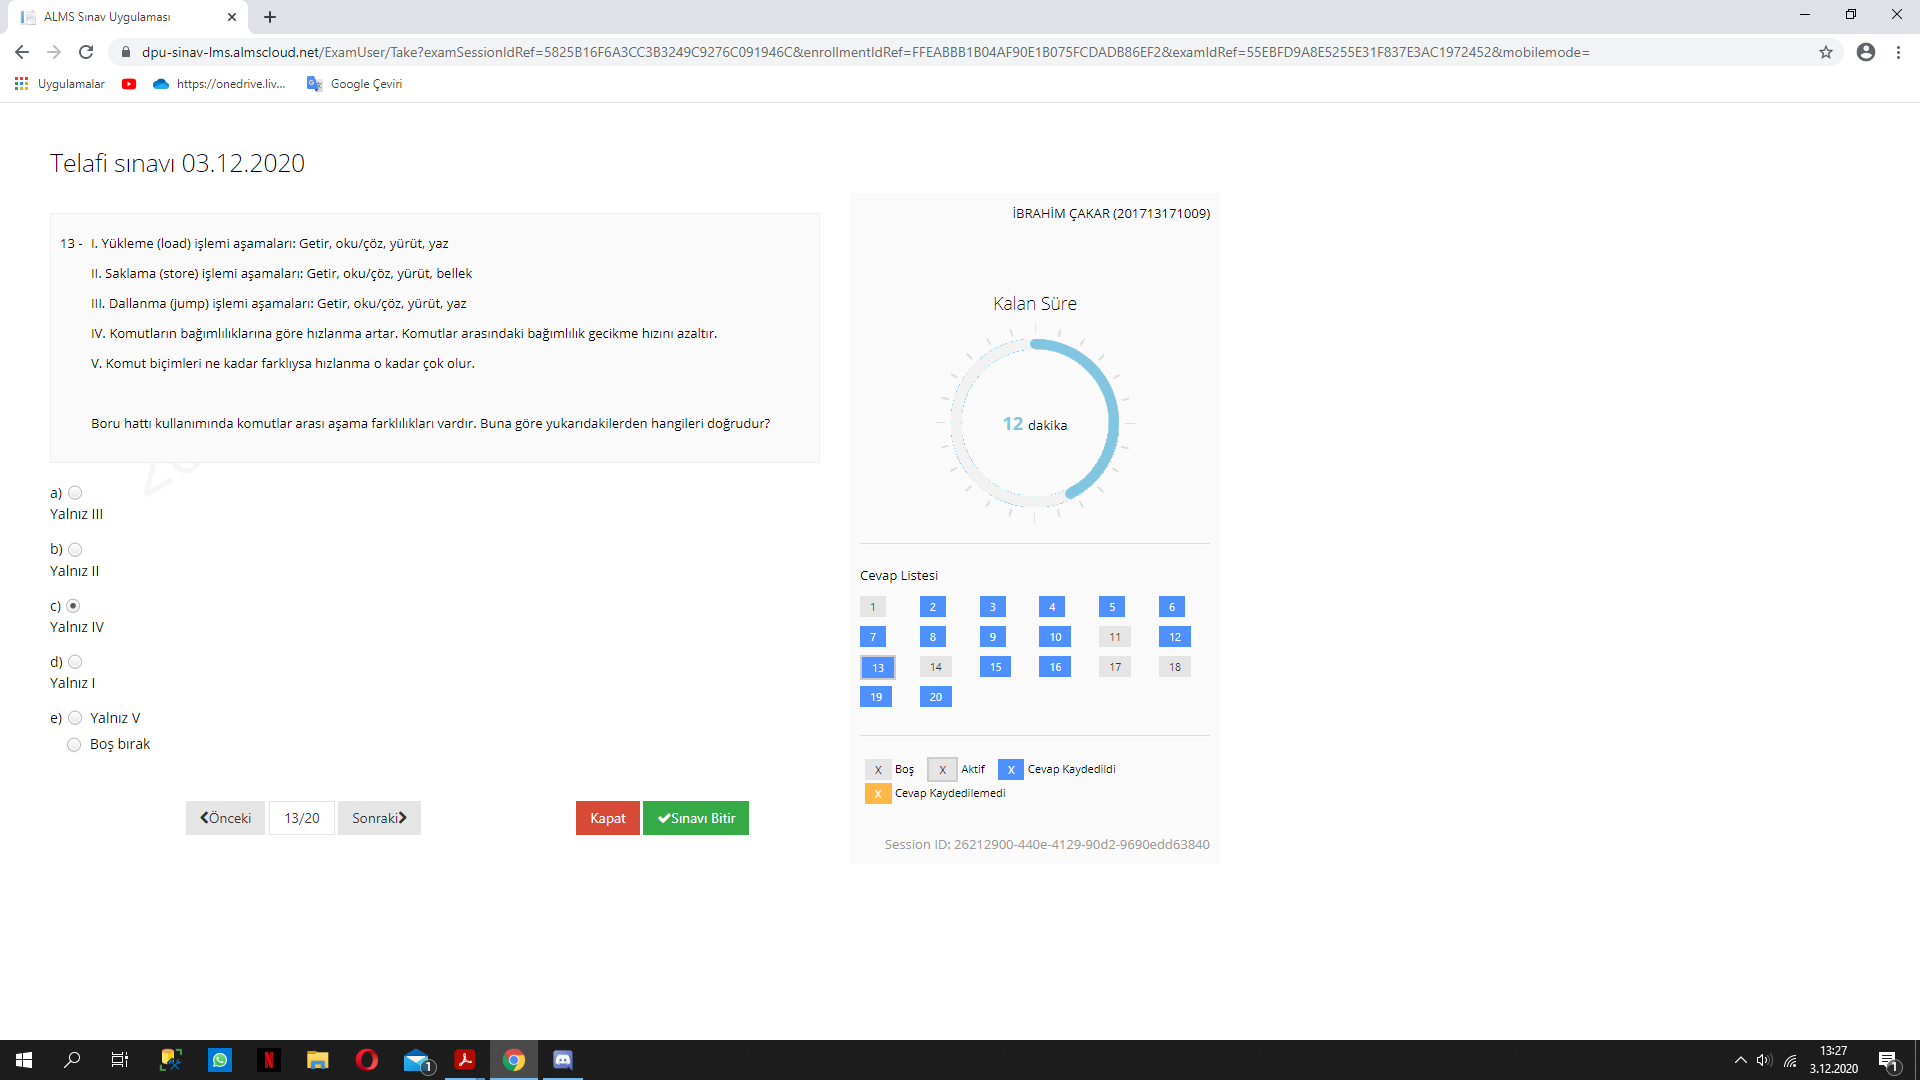 ALMS Sınav Uygulaması
dpu-sinav-lms.almscloud.net/ExamUser/Take?examSessionIdRef=5825B16F6A3CC3B3249C9276C091946C&enrollmentIdRef=FFEABBB1B04AF90E1B075FCDADB86EF2&examIdRef=55EBFD9A8E5255E31F837E3AC1972452&mobilemode=
Uygulamalar
https://onedrive.liv...
Google Çeviri
Telafi sınavı 03.12.2020
İBRAHİM ÇAKAR (201713171009)
13 - I. Yükleme (load) işlemi aşamaları: Getir, oku/çöz, yürüt, yaz
II. Saklama (store) işlemi aşamaları: Getir, oku/çöz, yürüt, bellek
III. Dallanma (jump) işlemi aşamaları: Getir, oku/çöz, yürüt, yaz
IV. Komutların bağımlılıklarına göre hızlanma artar. Komutlar arasındaki bağımlılık gecikme hızını azaltır.
V. Komut biçimleri ne kadar farklıysa hızlanma o kadar çok olur.
Boru hattı kullanımında komutlar arası aşama farklılıkları vardır. Buna göre yukarıdakilerden hangileri doğrudur?
a)
Yalnız III
b)
Yalnız II
c)
Yalnız IV
d)
Yalnız I
e) Yalnız V
Boş bırak
Önceki 13/20 Sonraki
Kapat Sınavı Bitir
Kalan Süre
12 dakika
Cevap Listesi
1 2 3 4 5 6
7 8 9 10 11 12
13 14 15 16 17 18
19 20
X Boş X Aktif X Cevap Kaydedildi
X Cevap Kaydedilemedi
Session ID: 26212900-440e-4129-90d2-9690edd63840
1
13:27
3.12.2020
1